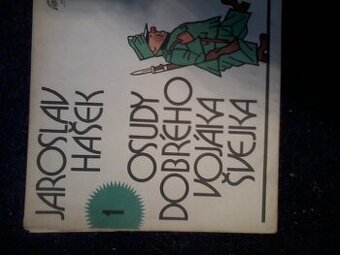 JAROSLAV
HAŠEK
1
OSUDY
DOBRÉHO
VOJÁKA
ŠVEJKA